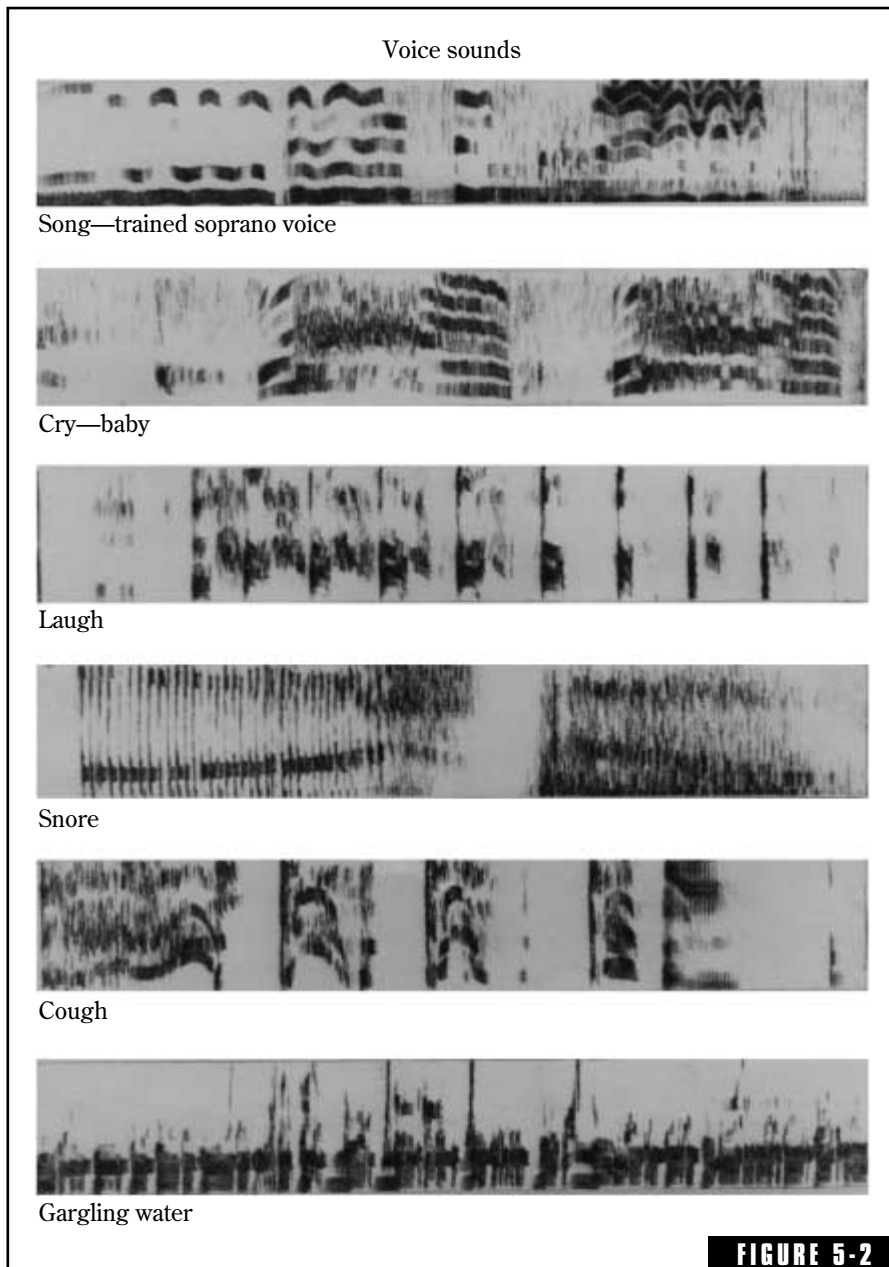 Voice sounds
Song—trained soprano voice
Cry—baby
Laugh
Snore
Cough
Gargling water
FIGURE 5-2